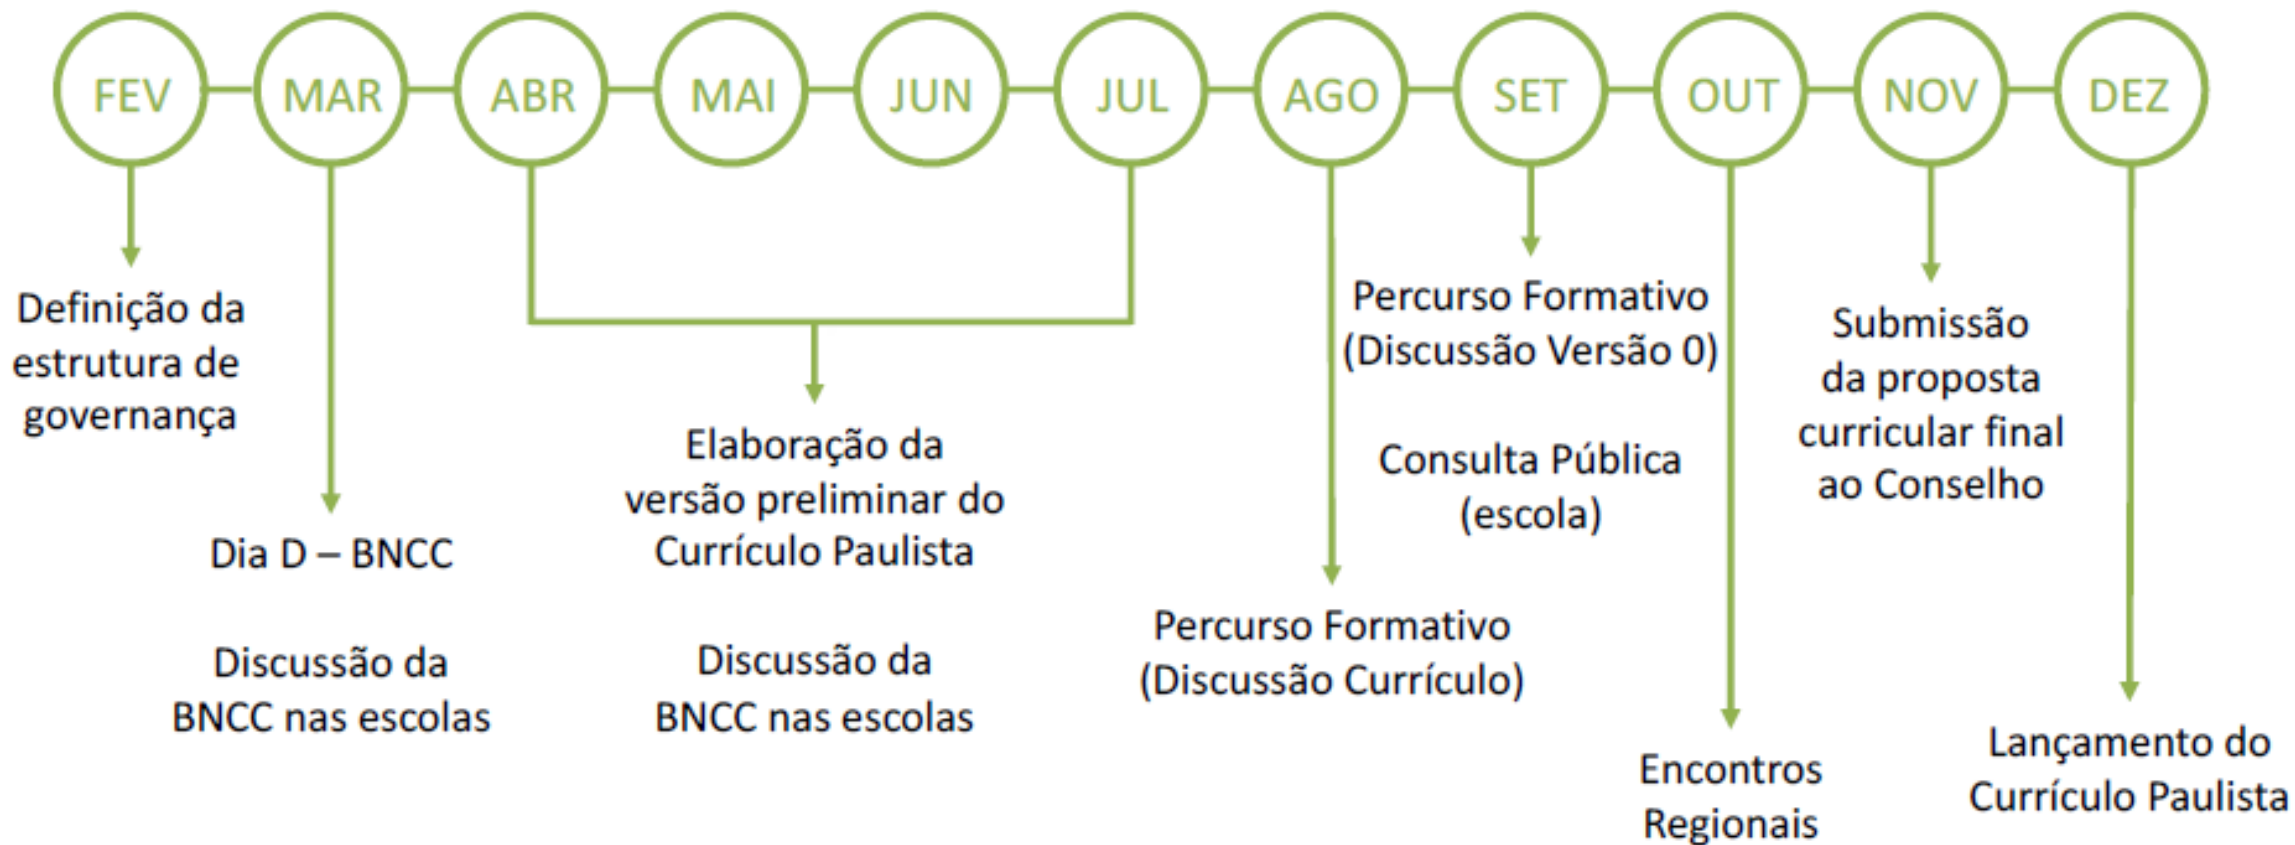 FEV
MAR
ABR
MAI
JUN
JUL
AGO
SET
OUT
NOV
DEZ
Definição da
estrutura de
governança
Dia D – BNCC
Discussão da
BNCC nas escolas
Elaboração da
versão preliminar do
Currículo Paulista
Discussão da
BNCC nas escolas
Percurso Formativo
(Discussão Currículo)
Percurso Formativo
(Discussão Versão 0)
Consulta Pública
(escola)
Encontros
Regionais
Submissão
da proposta
curricular final
ao Conselho
Lançamento do
Currículo Paulista